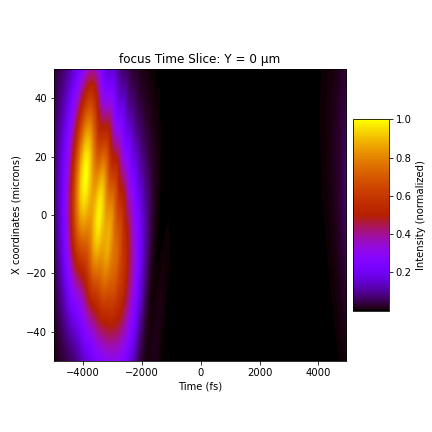 focus Time Slice: Y = 0 μm
40
20
0
−20
−40
X coordinates (microns)
−4000 −2000 0 2000 4000
Time (fs)
1.0
0.8
0.6
0.4
0.2
Intensity (normalized)